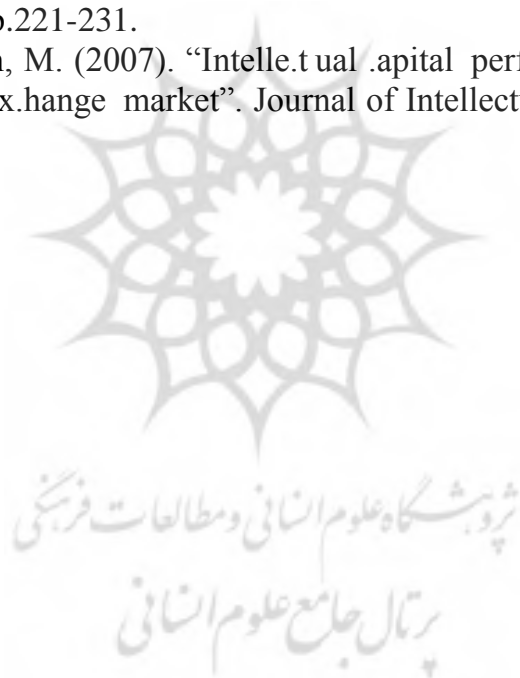 p.221-231.
, M. (2007). “Intelle.t ual .apital perf
x.hange market”. Journal of Intellect
پژوهشگاه علوم انسانی و مطالعات فرهنگی
پرتال جامع علوم انسانی